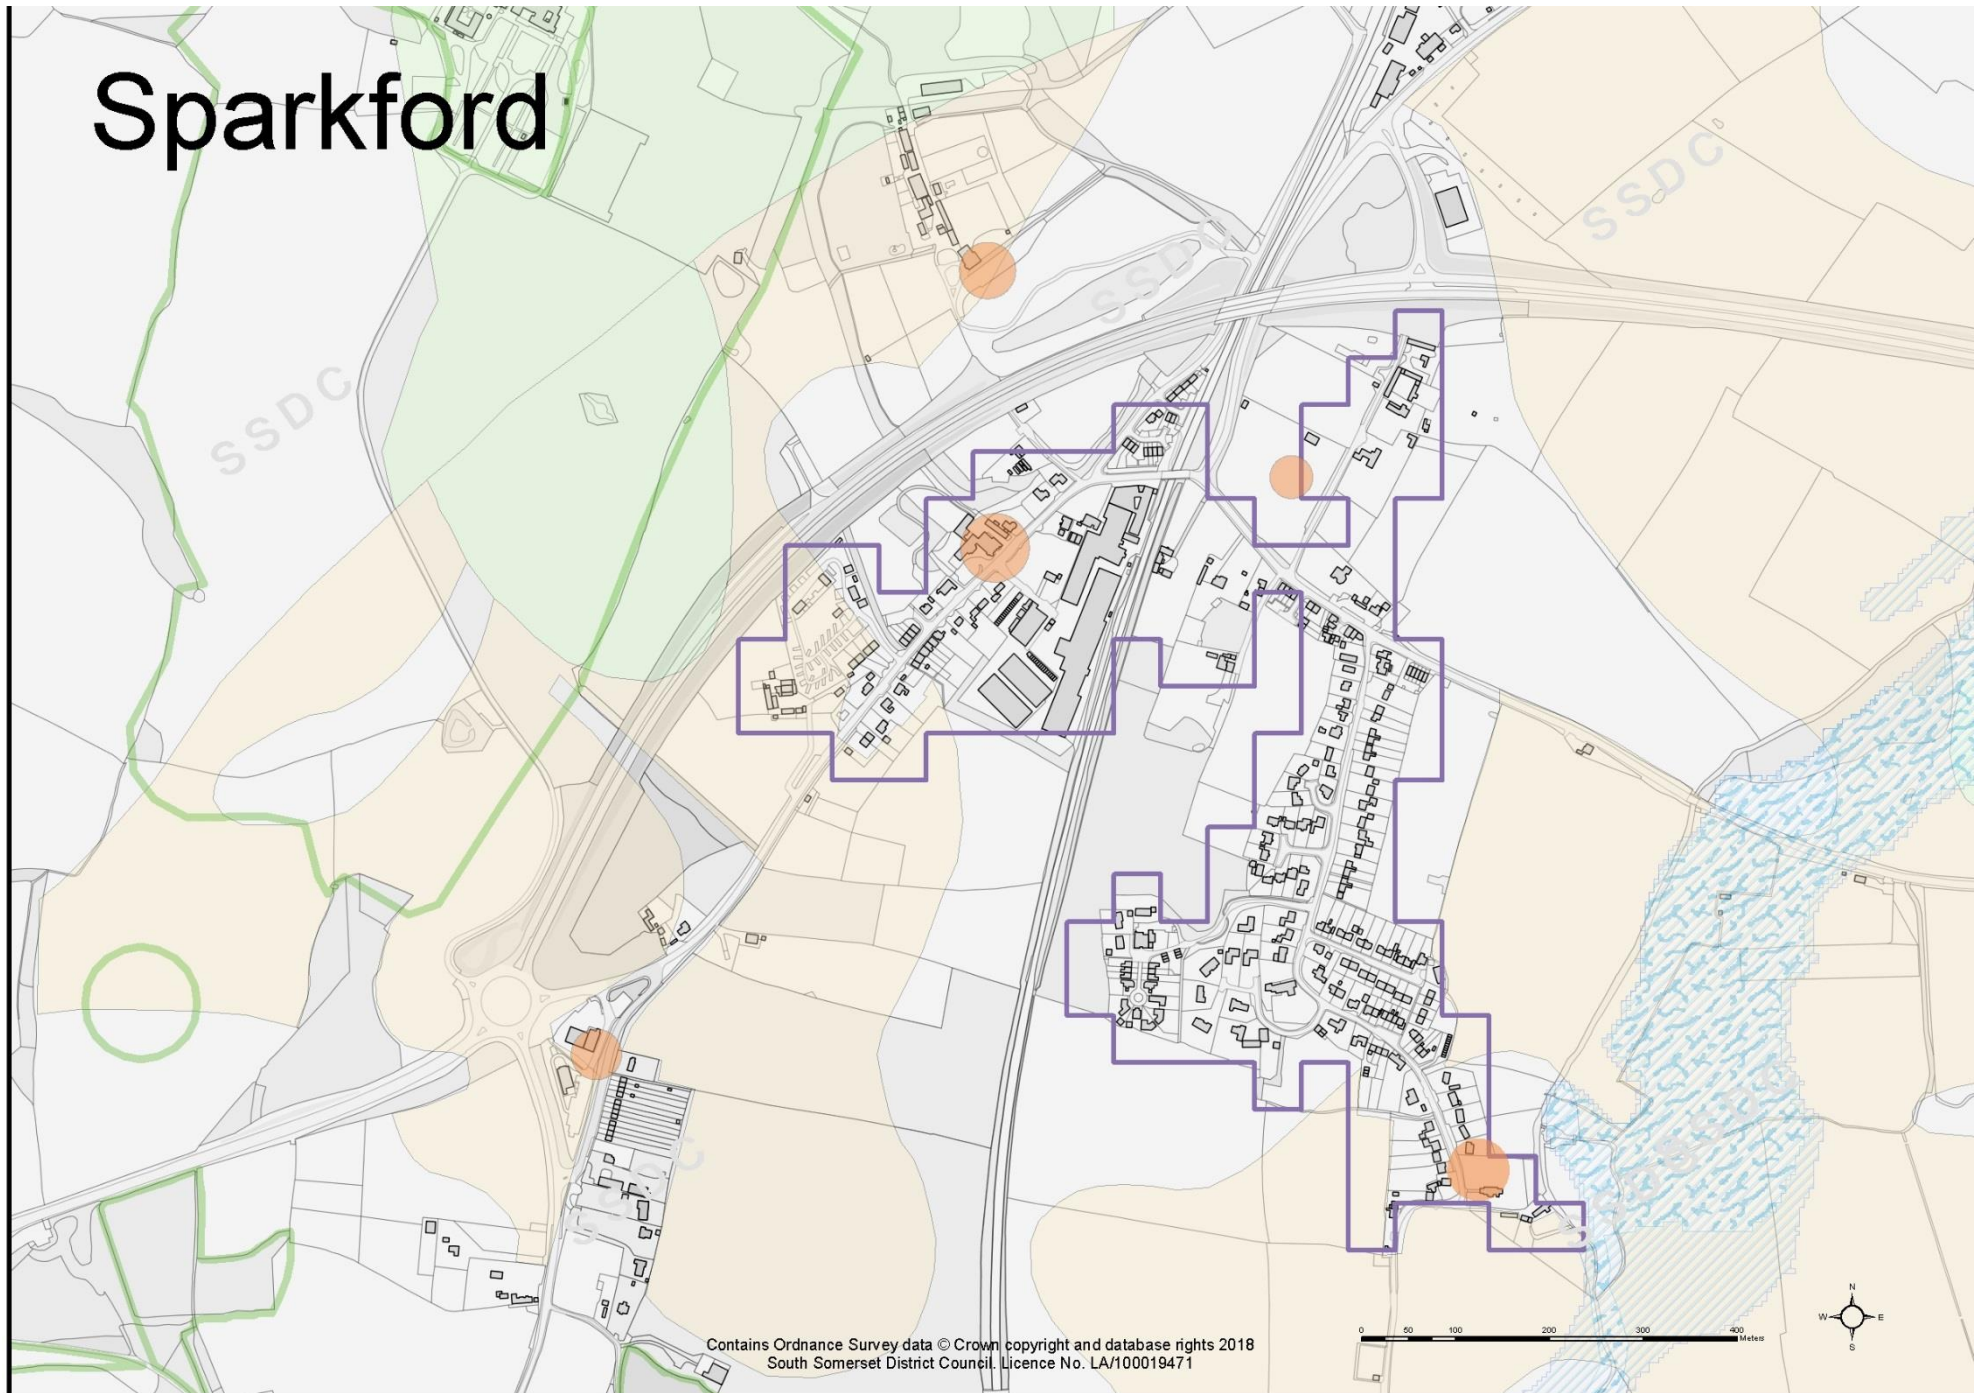 Sparkford
SSDC
SSDC
SSDC
SSDC
Contains Ordnance Survey data © Crown copyright and database rights 2018
South Somerset District Council. Licence No. LA/100019471
0 50 100 200 300 400
Meters
N
W E
S